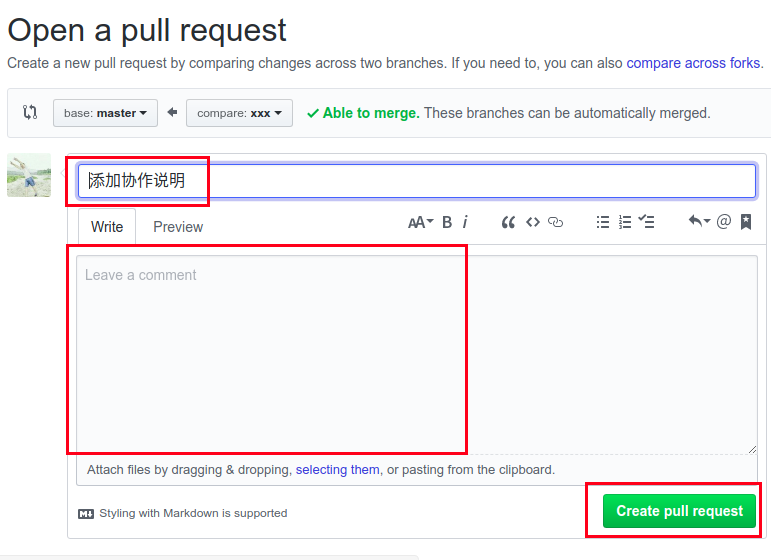 Open a pull request
Create a new pull request by comparing changes across two branches. If you need to, you can also compare across forks.
base: master compare: xxx Able to merge. These branches can be automatically merged.
添加协作说明
Write Preview AA B i @
Leave a comment
Attach files by dragging & dropping, selecting them, or pasting from the clipboard.
Styling with Markdown is supported
Create pull request